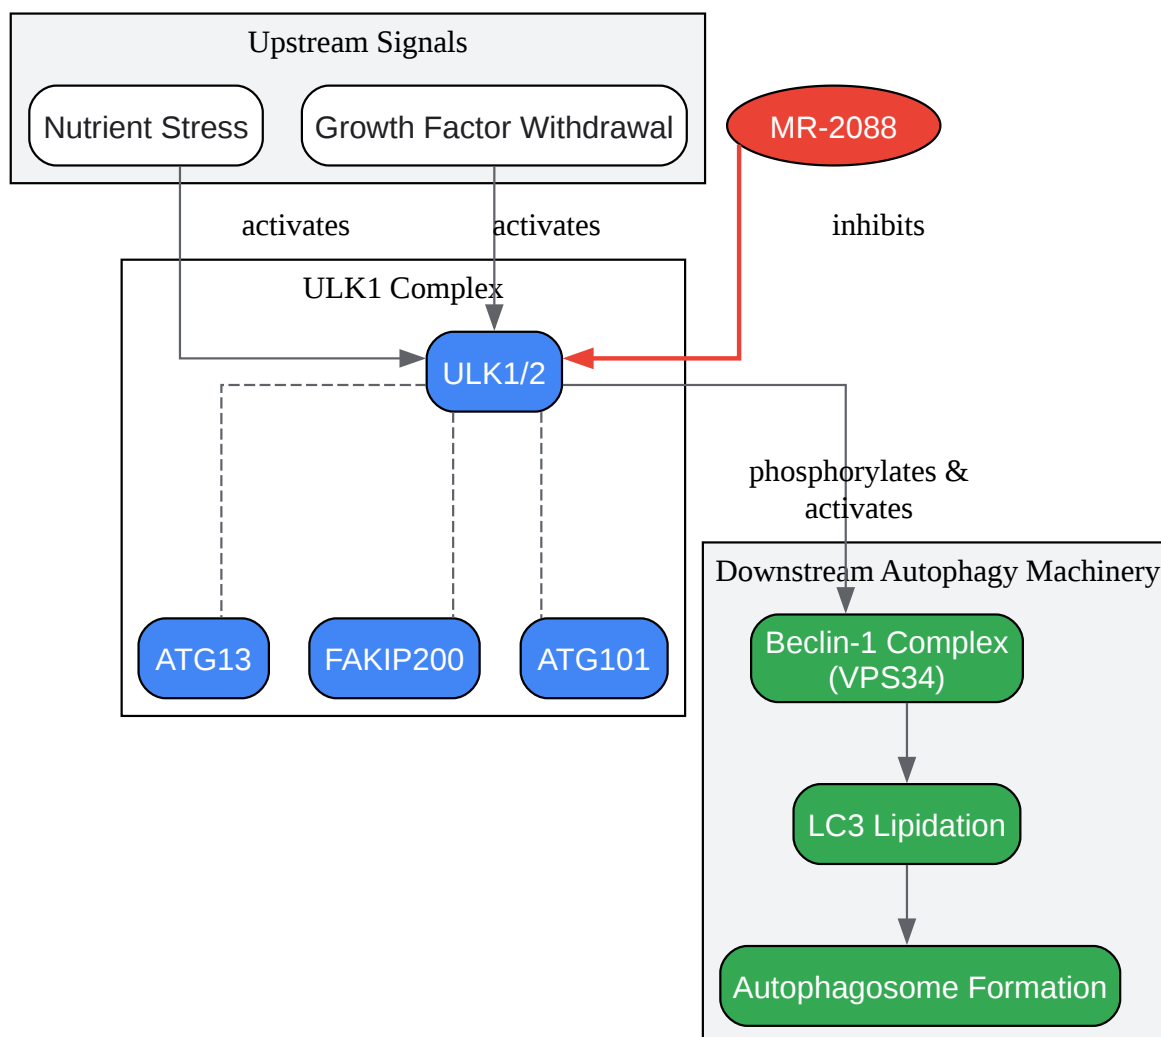 Upstream Signals
Nutrient Stress
Growth Factor Withdrawal
MR-2088
activates
activates
inhibits
ULK1 Complex
ULK1/2
phosphorylates &
activates
Downstream Autophagy Machinery
ATG13
FAKIP200
ATG101
Beclin-1 Complex
(VPS34)
LC3 Lipidation
Autophagosome Formation